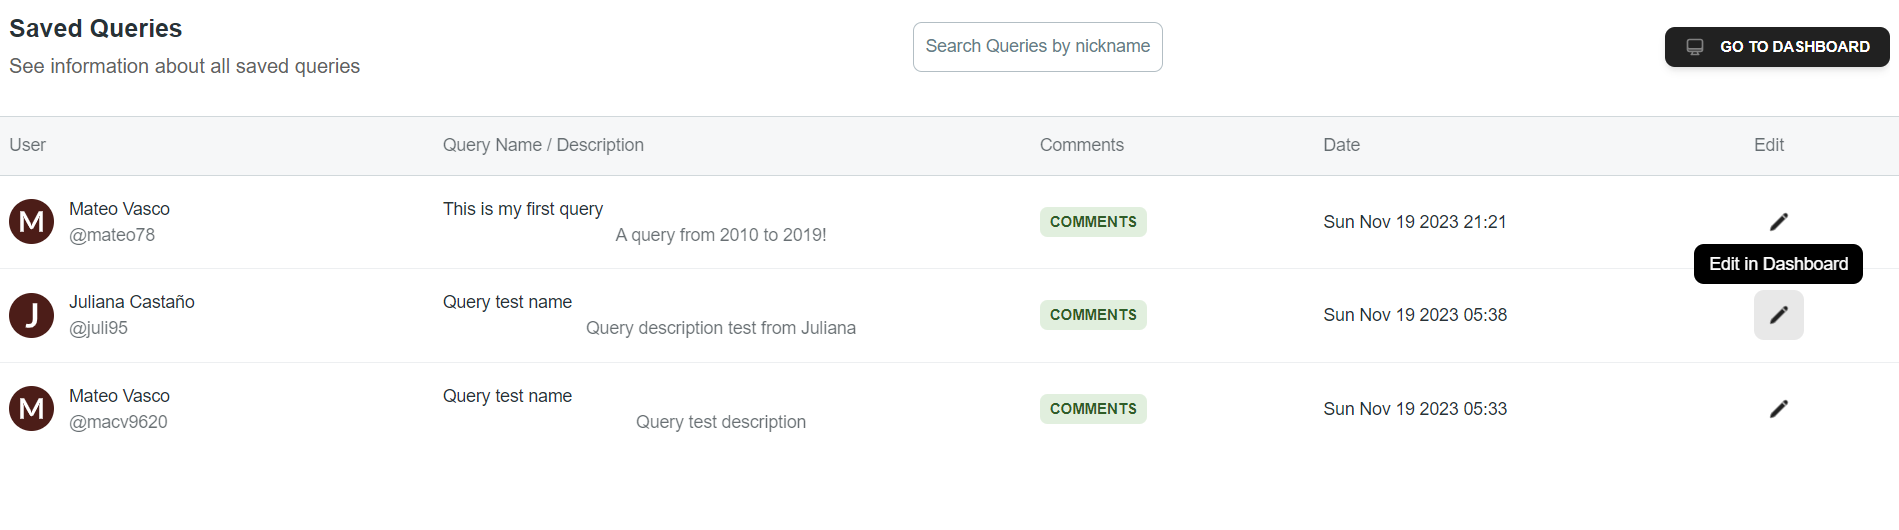 Saved Queries
See information about all saved queries
Search Queries by nickname
GO TO DASHBOARD
User
Query Name / Description
Comments
Date
Edit
M
Mateo Vasco
@mateo78
This is my first query
A query from 2010 to 2019!
COMMENTS
Sun Nov 19 2023 21:21
Edit in Dashboard
J
Juliana Castaño
@juli95
Query test name
Query description test from Juliana
COMMENTS
Sun Nov 19 2023 05:38
M
Mateo Vasco
@macv9620
Query test name
Query test description
COMMENTS
Sun Nov 19 2023 05:33